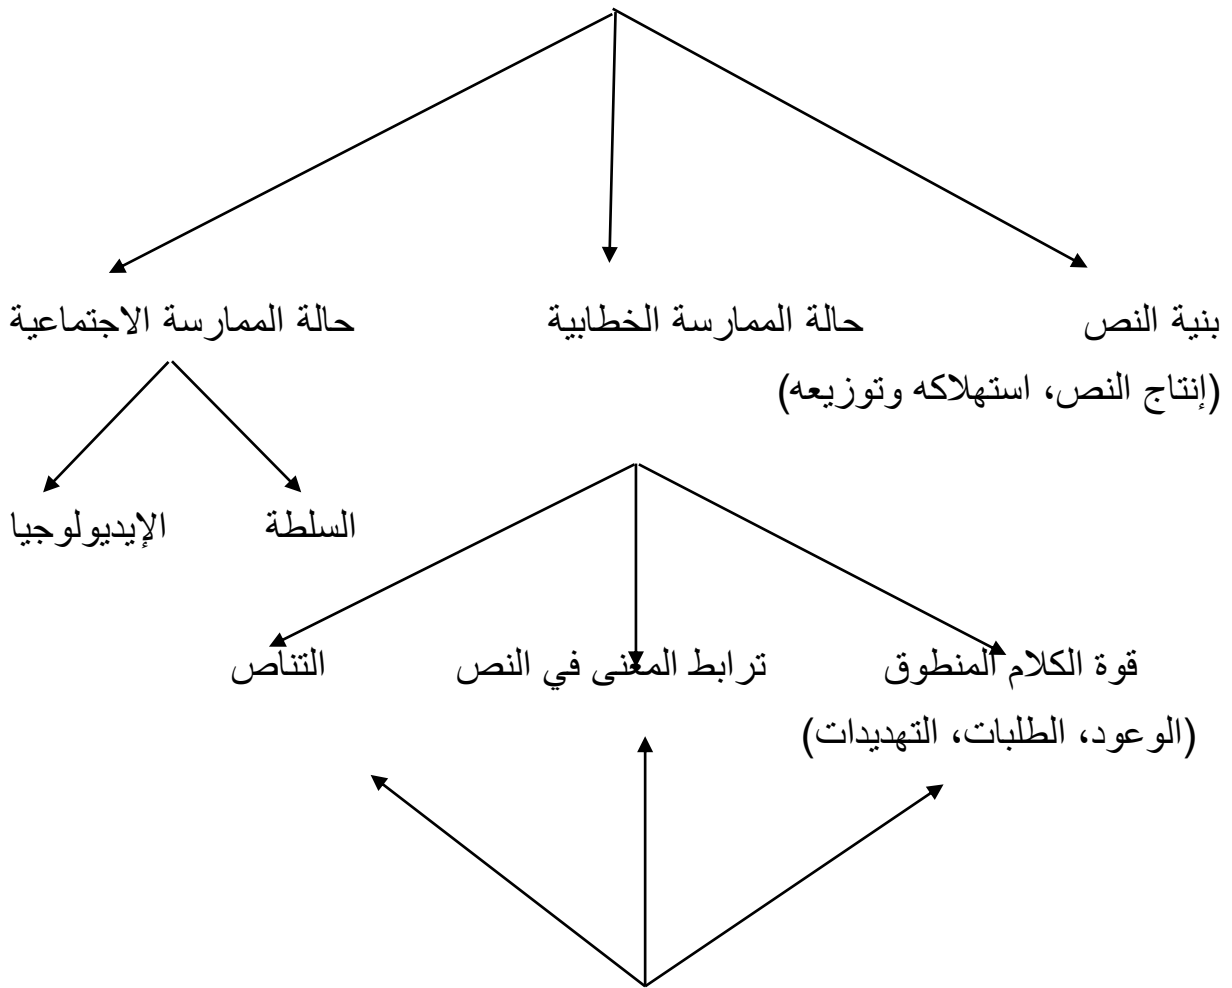 بنية النص حالة الممارسة الخطابية حالة الممارسة الاجتماعية
(إنتاج النص، استهلاكه وتوزيعه)
السلطة الإيديولوجيا
قوة الكلام المنطوق ترابط المعنى في النص التناص
(الوعود، الطلبات، التهديدات)